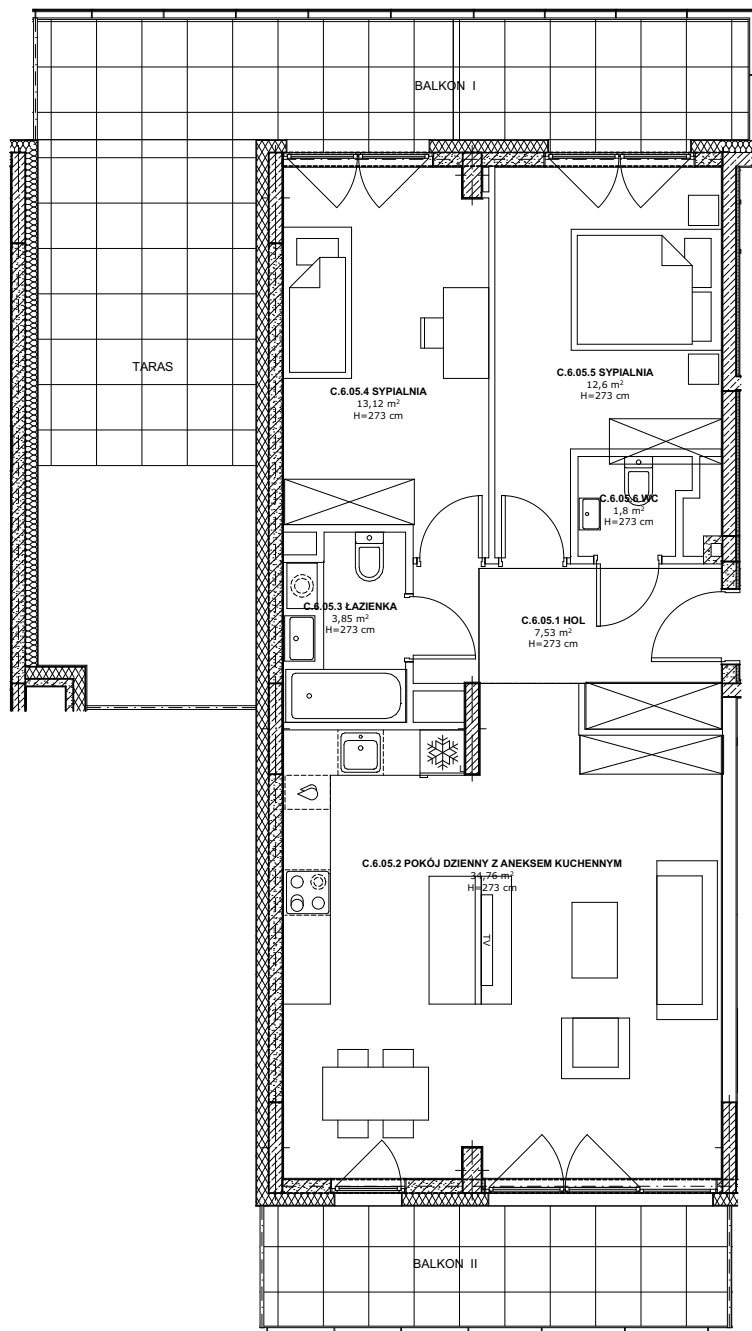 BALKON I
TARAS
C.6.05.4 SYPIALNIA
13,12 m²
H=273 cm
C.6.05.5 SYPIALNIA
12,6 m²
H=273 cm
C.6.05.6 WC
1,8 m²
H=273 cm
C.6.05.3 ŁAZIENKA
3,85 m²
H=273 cm
C.6.05.1 HOL
7,53 m²
H=273 cm
C.6.05.2 POKÓJ DZIENNY Z ANEKSEM KUCHENNYM
34,76 m²
H=273 cm
TV
BALKON II